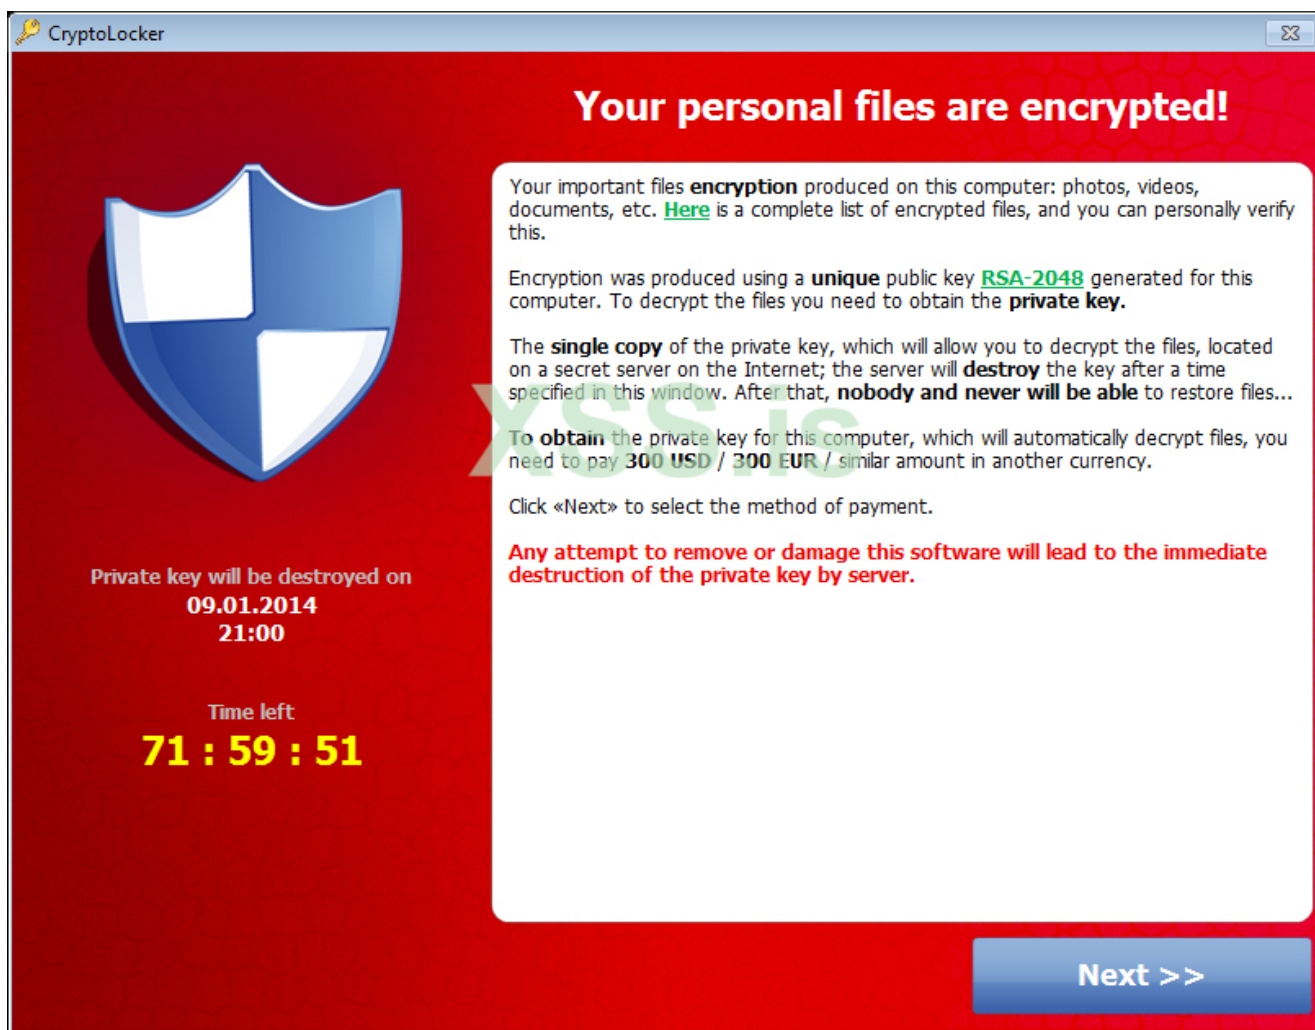 CryptoLocker
Your personal files are encrypted!
Your important files encryption produced on this computer: photos, videos,
documents, etc. Here is a complete list of encrypted files, and you can personally verify
this.
Encryption was produced using a unique public key RSA-2048 generated for this
computer. To decrypt the files you need to obtain the private key.
The single copy of the private key, which will allow you to decrypt the files, located
on a secret server on the Internet; the server will destroy the key after a time
specified in this window. After that, nobody and never will be able to restore files...
To obtain the private key for this computer, which will automatically decrypt files, you
need to pay 300 USD / 300 EUR / similar amount in another currency.
Click «Next» to select the method of payment.
Any attempt to remove or damage this software will lead to the immediate
destruction of the private key by server.
XSS.is
Private key will be destroyed on
09.01.2014
21:00
Time left
71 : 59 : 51
Next >>